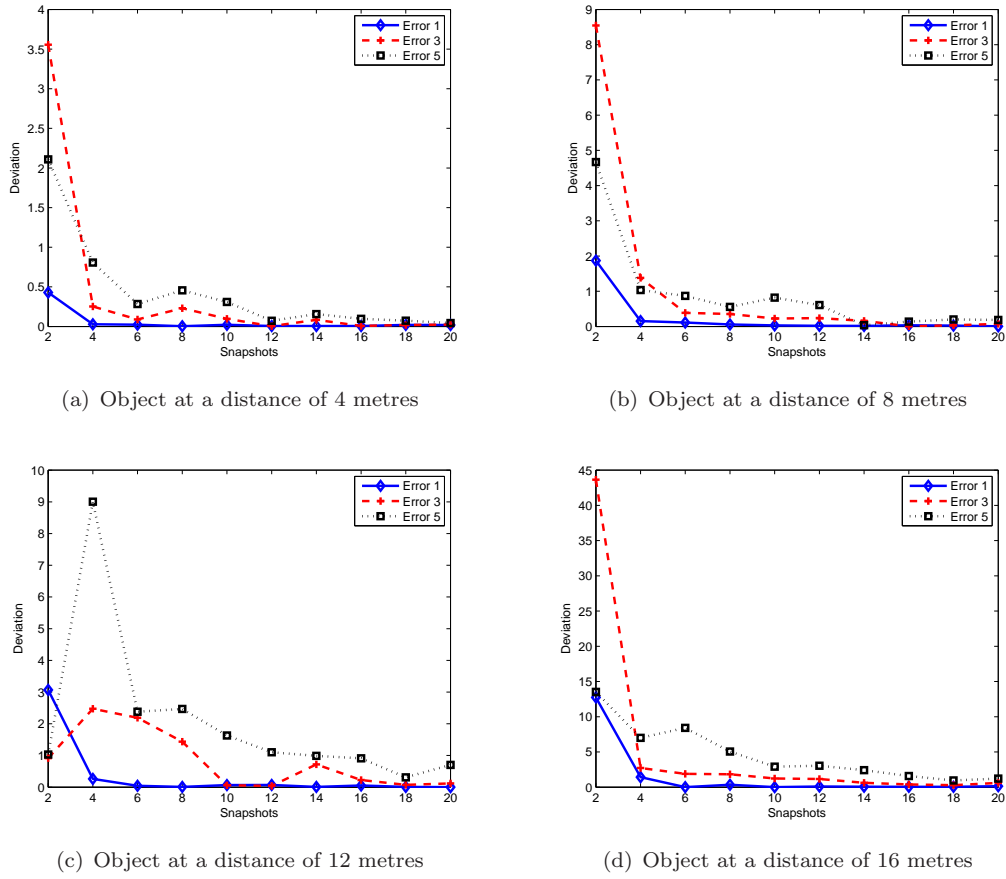 4
3.5
3
2.5
2
1.5
1
0.5
0
Deviation
2 4 6 8 10 12 14 16 18 20
Snapshots
Error 1
Error 3
Error 5
(a) Object at a distance of 4 metres
9
8
7
6
5
4
3
2
1
0
Deviation
2 4 6 8 10 12 14 16 18 20
Snapshots
Error 1
Error 3
Error 5
(b) Object at a distance of 8 metres
10
9
8
7
6
5
4
3
2
1
0
Deviation
2 4 6 8 10 12 14 16 18 20
Snapshots
Error 1
Error 3
Error 5
(c) Object at a distance of 12 metres
45
40
35
30
25
20
15
10
5
0
Deviation
2 4 6 8 10 12 14 16 18 20
Snapshots
Error 1
Error 3
Error 5
(d) Object at a distance of 16 metres